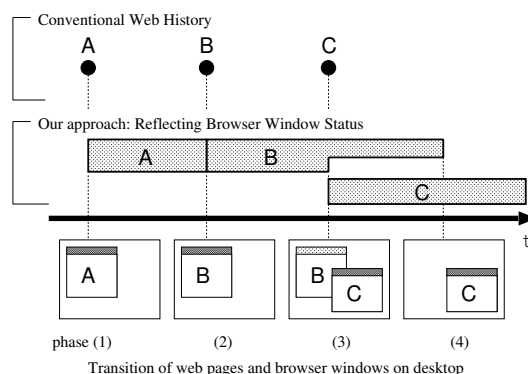 Conventional Web History
A B C
Our approach: Reflecting Browser Window Status
A B
C
t
A B B C C
phase (1) (2) (3) (4)
Transition of web pages and browser windows on desktop